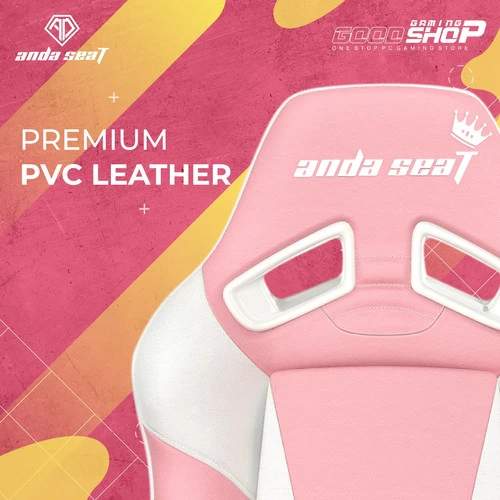 anda seaT
GAMING
GOOD SHOP
ONE STOP PC GAMING STORE
PREMIUM
PVC LEATHER
anda seaT